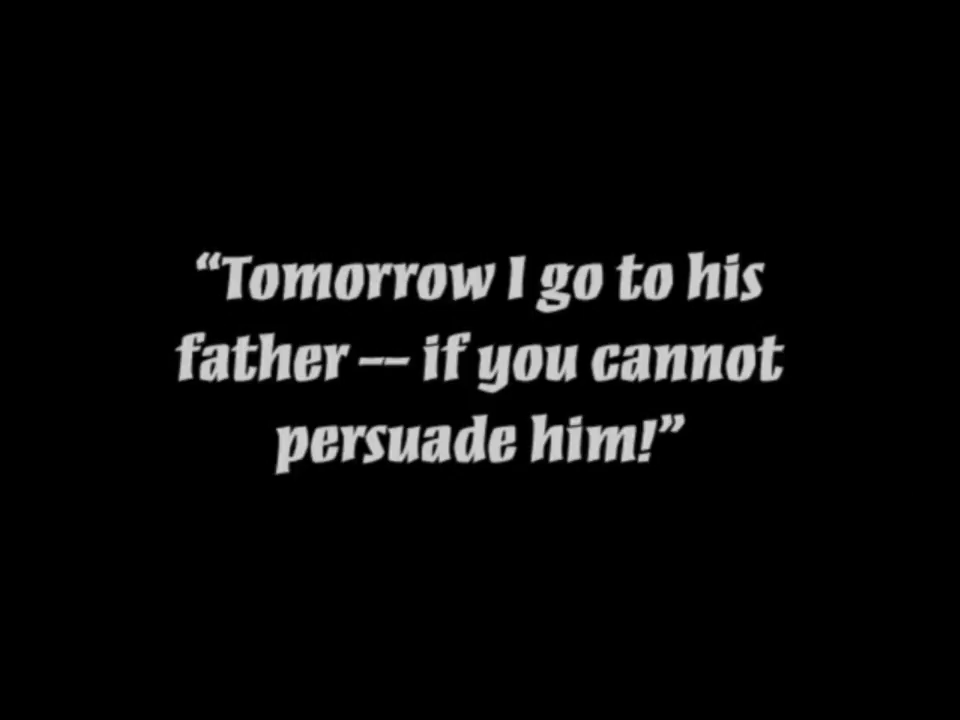 “Tomorrow I go to his
father -- if you cannot
persuade him!”